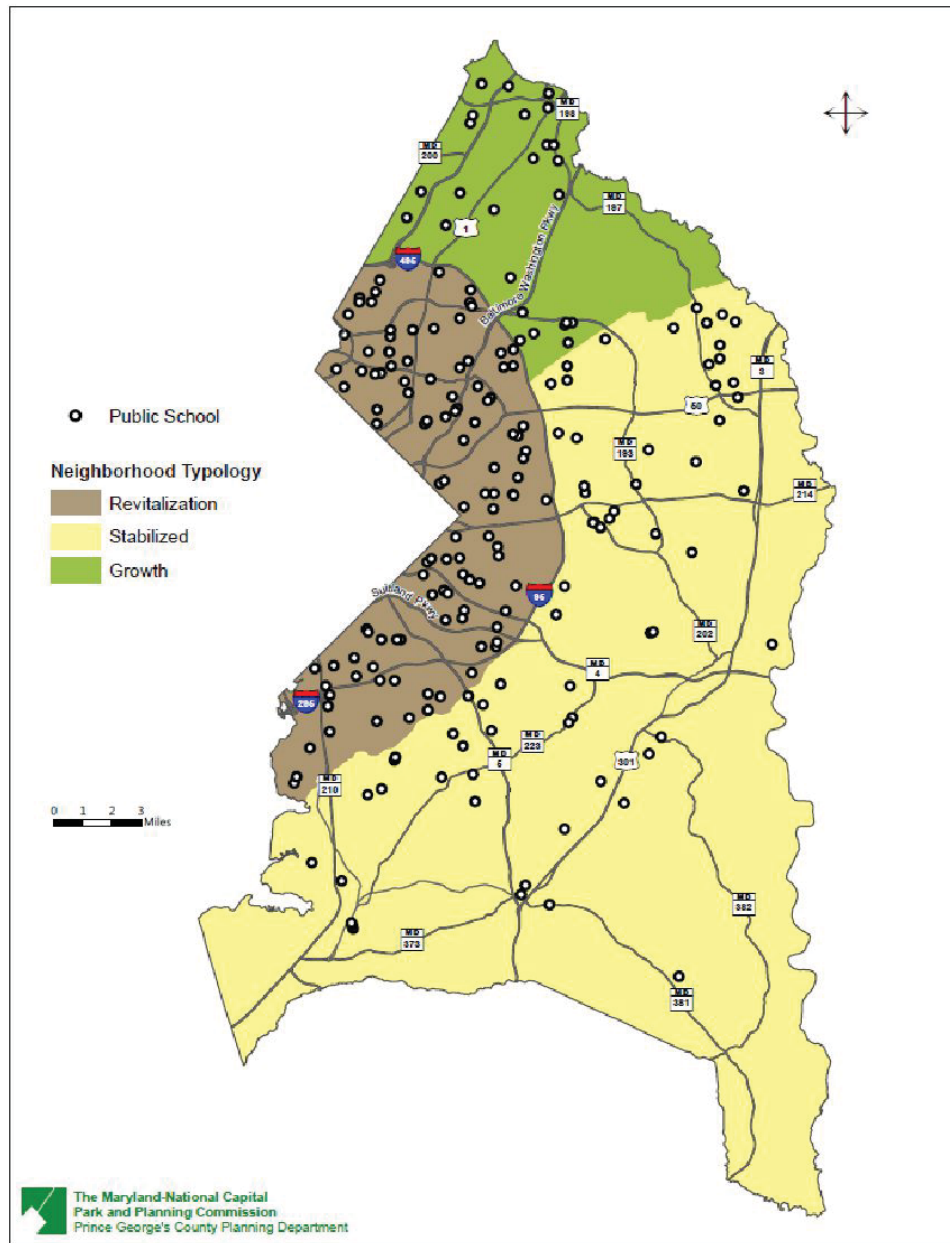 MD
198
MD
200
MD
197
1
495
Baltimore Washington Pkwy
MD
3
Public School
50
Neighborhood Typology
MD
193
Revitalization
MD
214
Stabilized
Growth
95
Suitland Pkwy
MD
202
MD
4
295
MD
223
MD
5
301
MD
210
0 1 2 3
Miles
MD
382
MD
373
MD
381
The Maryland-National Capital
Park and Planning Commission
Prince George's County Planning Department